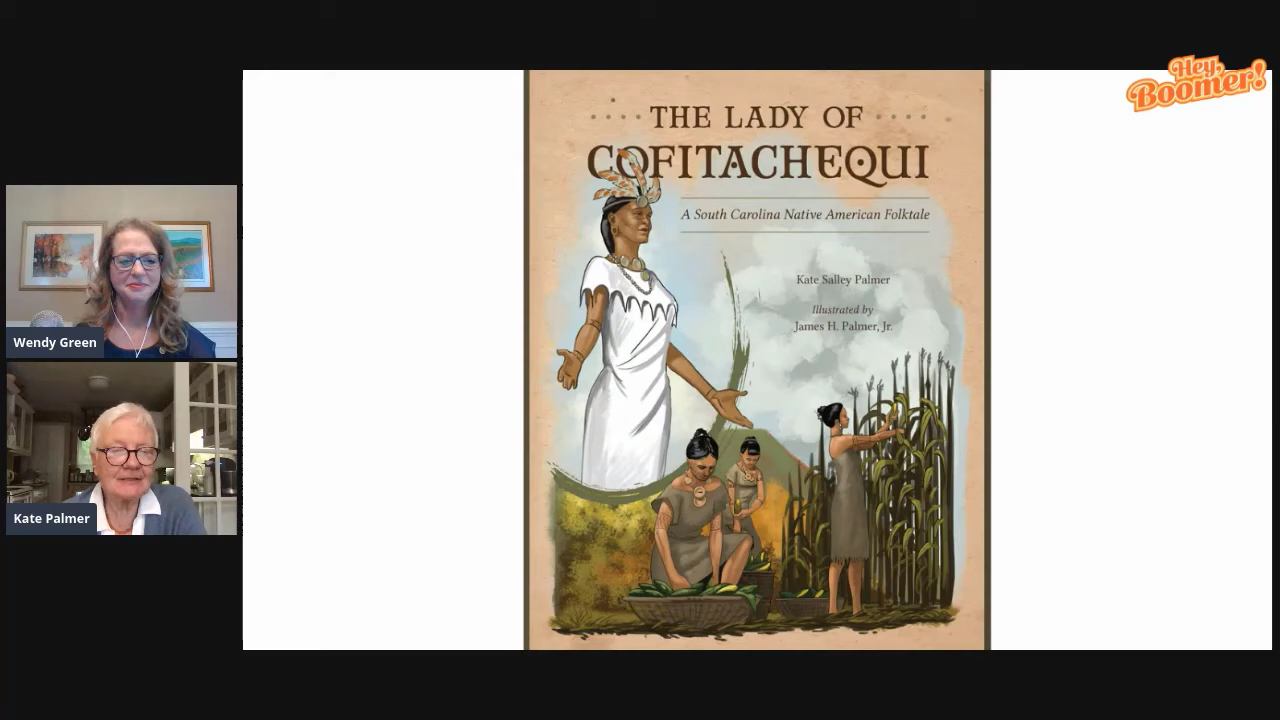 Hey,
Boomer!
THE LADY OF
COFITACHEQUI
A South Carolina Native American Folktale
Kate Salley Palmer
Illustrated by
James H. Palmer, Jr.
Wendy Green
Kate Palmer